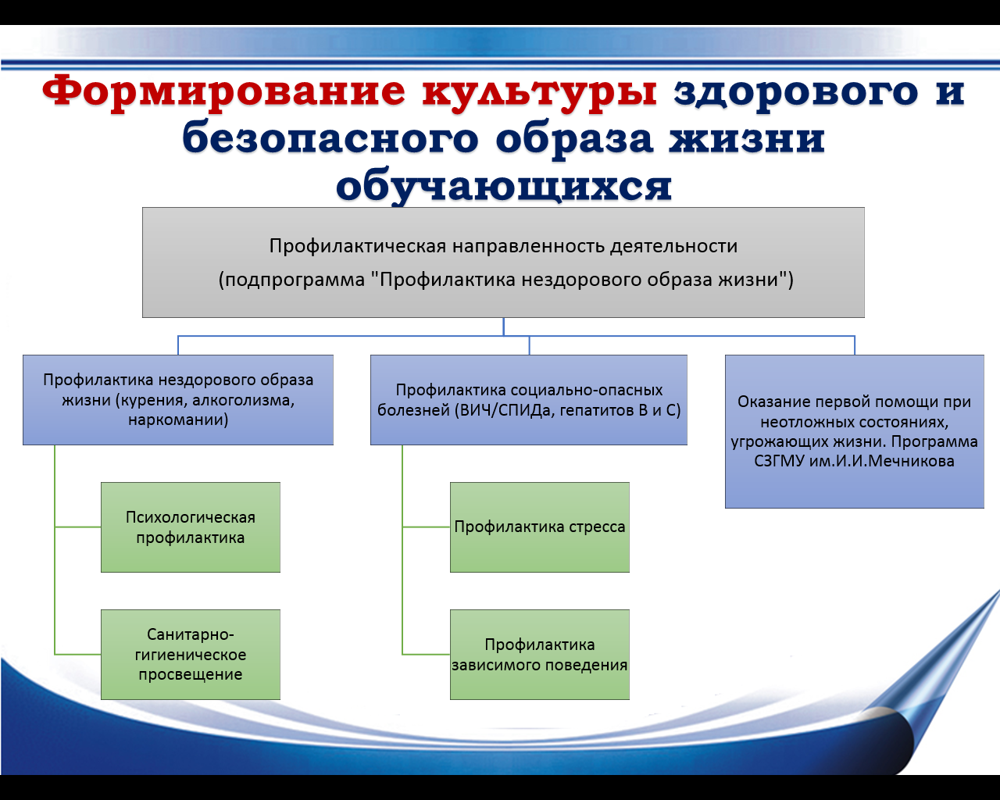 Формирование культуры здорового и
безопасного образа жизни
обучающихся
Профилактическая направленность деятельности
(подпрограмма "Профилактика нездорового образа жизни")
Профилактика нездорового образа
жизни (курения, алкоголизма,
наркомании)
Профилактика социально-опасных
болезней (ВИЧ/СПИДа, гепатитов В и С)
Оказание первой помощи при
неотложных состояниях,
угрожающих жизни. Программа
СЗГМУ им.И.И.Мечникова
Психологическая
профилактика
Санитарно-
гигиеническое
просвещение
Профилактика стресса
Профилактика
зависимого поведения